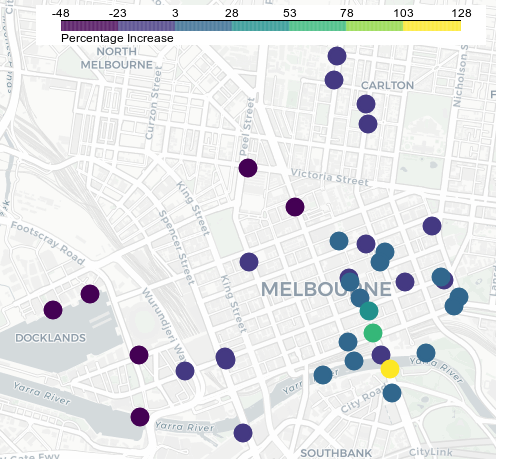 -48 -23 3 28 53 78 103 128
Percentage Increase
NORTH
MELBOURNE
CARLTON
Nicholson S
Curzon Street
Peel Street
Victoria Street
King Street
Spencer Street
Footscray Road
King Street
MELBOURNE
Wurundjeri Wa
DOCKLANDS
Yarra River
Yarra River
City Road
Yarra River
SOUTHBANK
CityLink
Gate Fwy